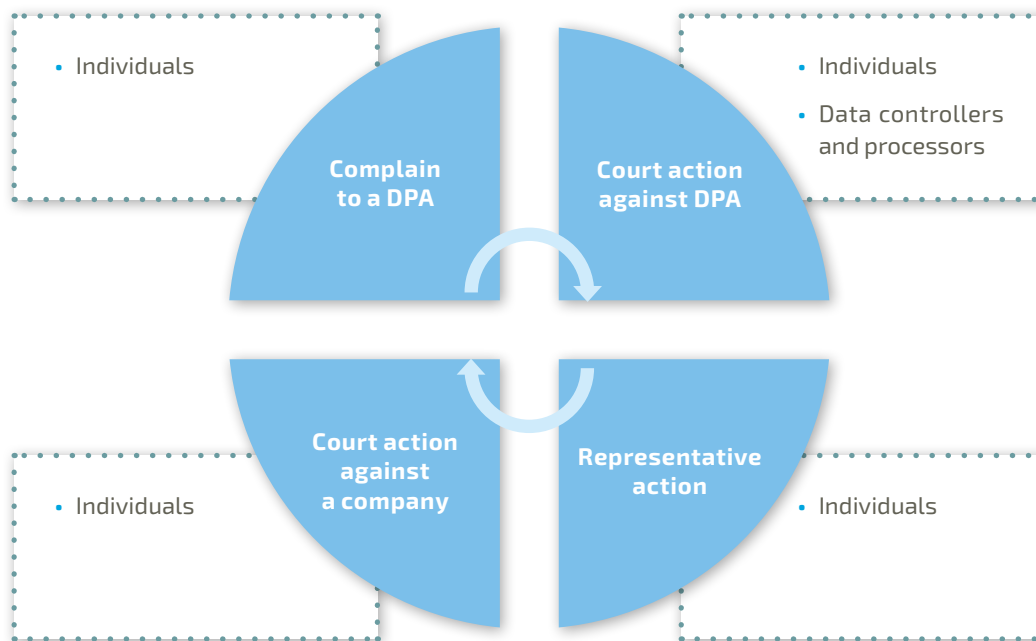 • Individuals
Complain
to a DPA
Court action
against DPA
• Individuals
• Data controllers
and processors
• Individuals
Court action
against
a company
Representative
action
• Individuals